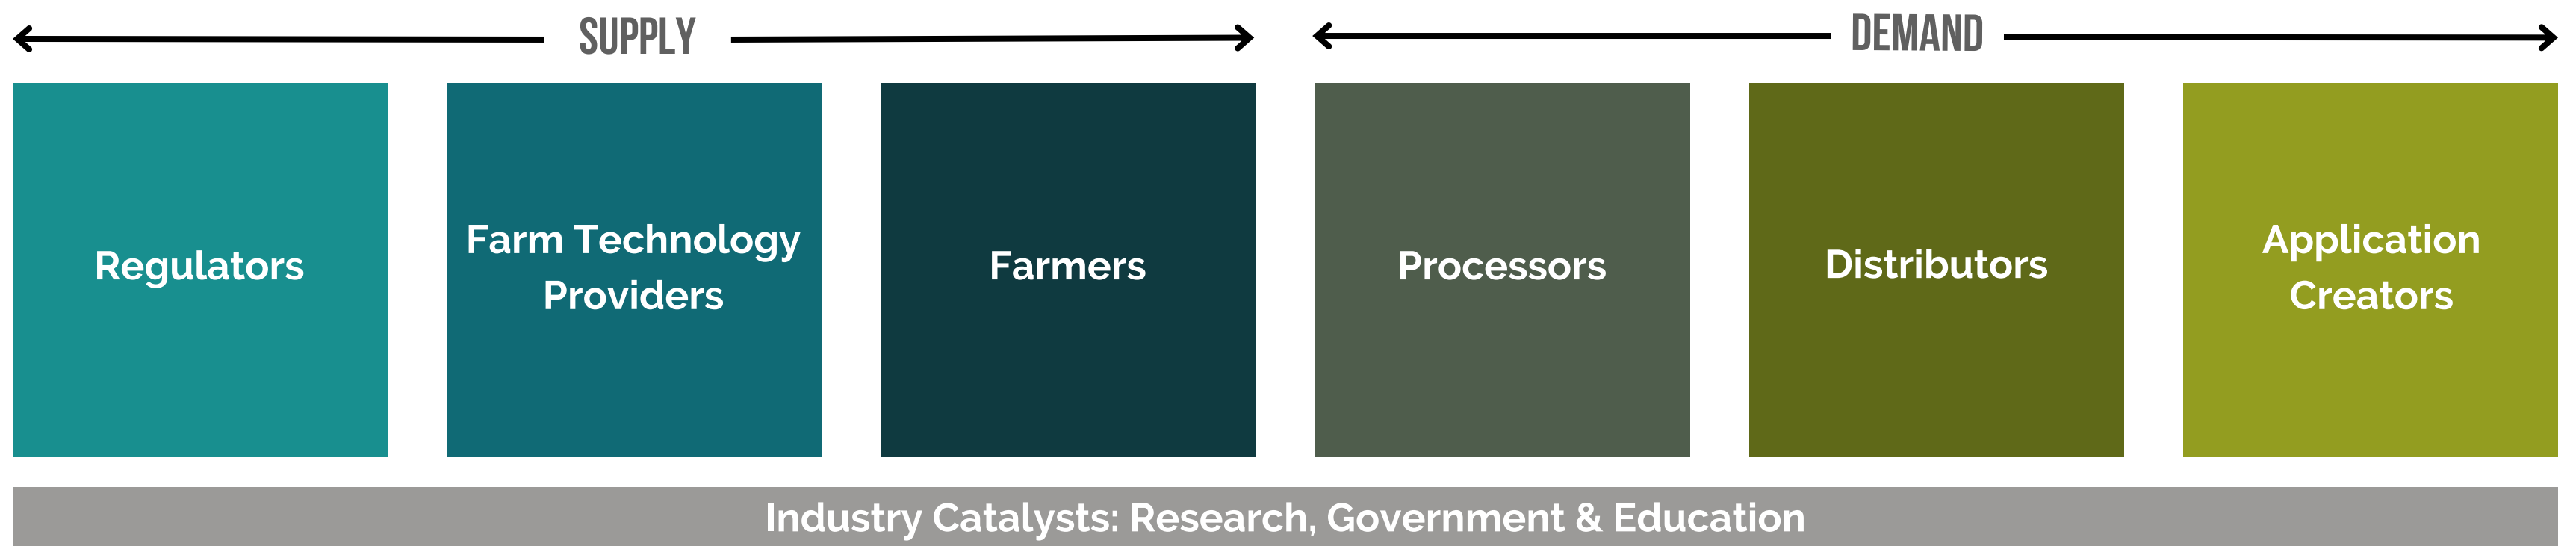 SUPPLY
DEMAND
Regulators
Farm Technology
Providers
Farmers
Processors
Distributors
Application
Creators
Industry Catalysts: Research, Government & Education